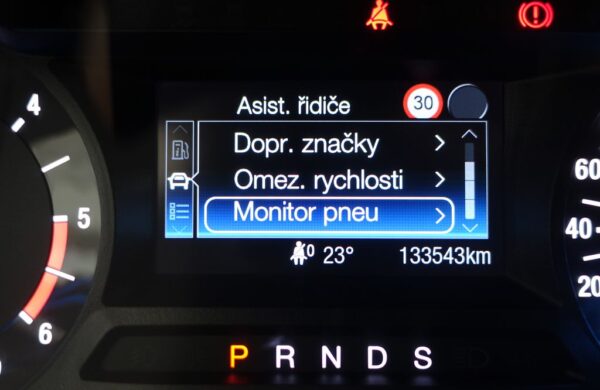 4
5
6
Asist. řidiče 30
Dopr. značky
Omez. rychlosti
Monitor pneu
0 23° 133543km
P R N D S
60
40
20